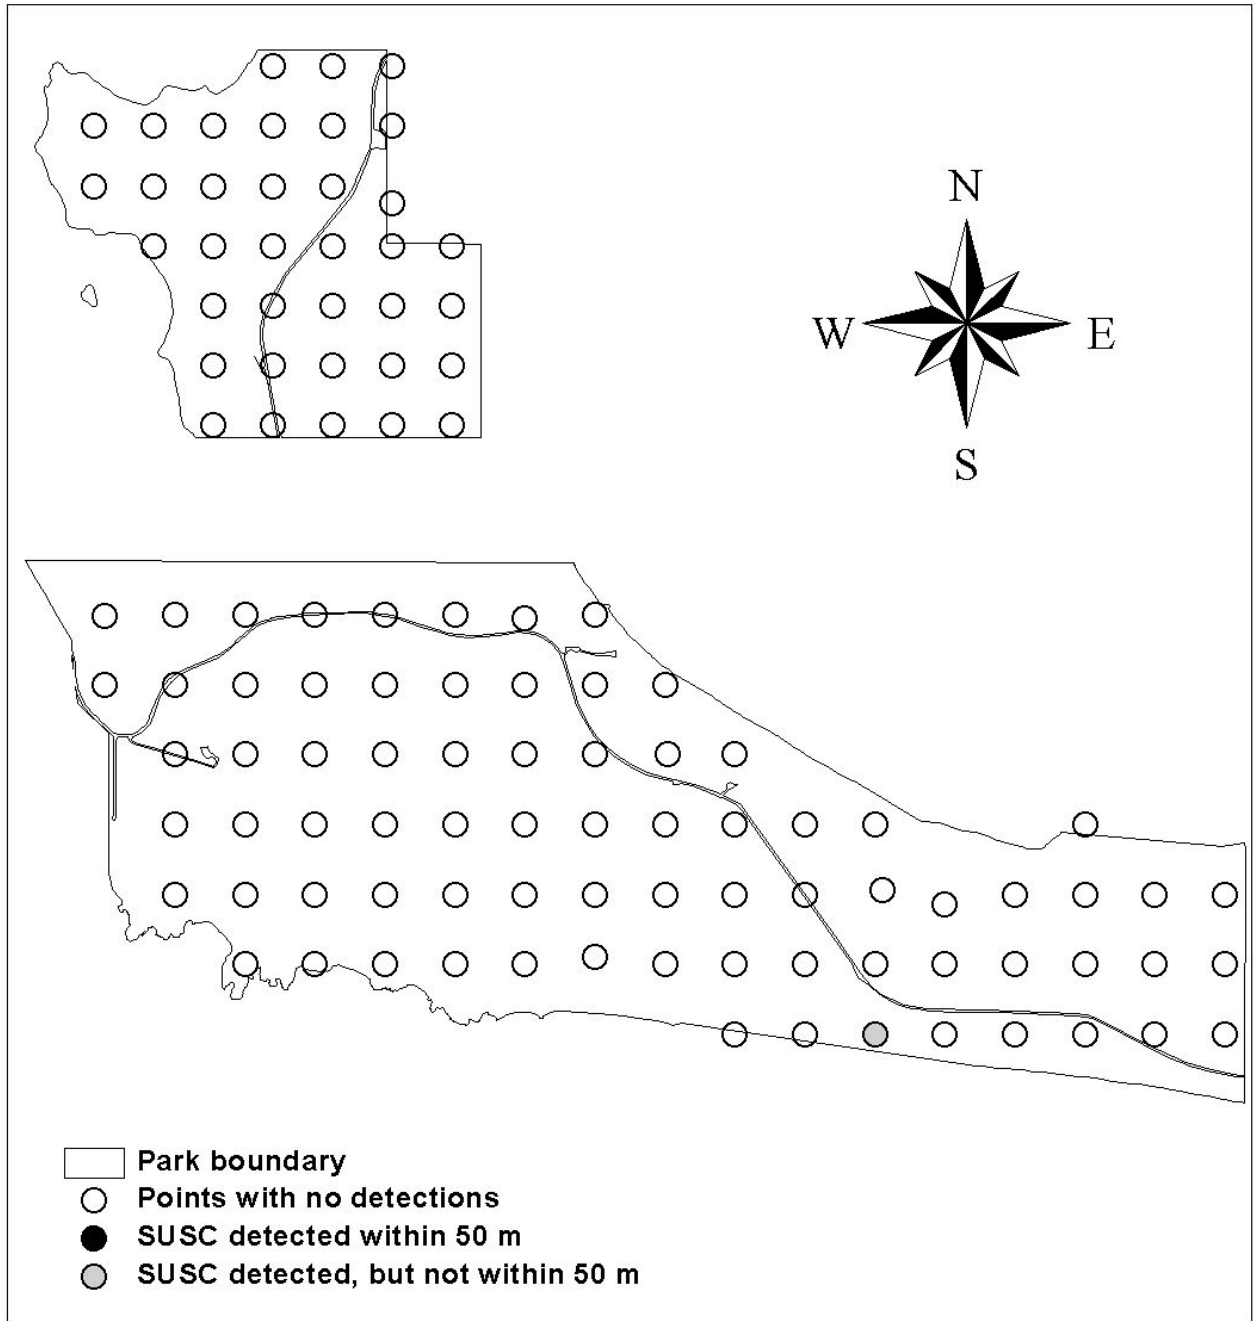 N
W
E
S
Park boundary
Points with no detections
SUSC detected within 50 m
SUSC detected, but not within 50 m